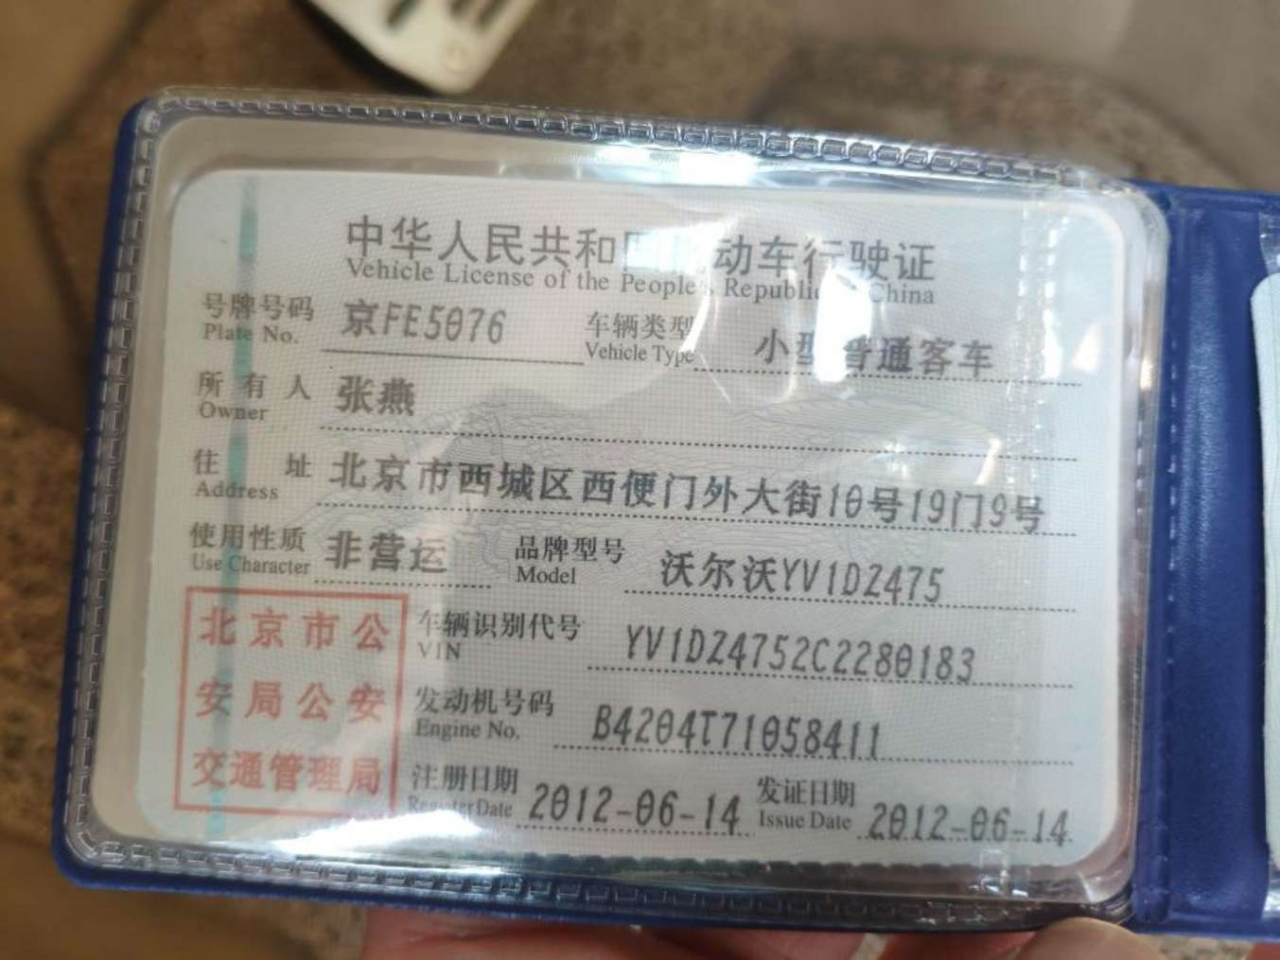 中华人民共和国机动车行驶证
Vehicle License of the People's Republic of China
号牌号码 京FE5076 车辆类型 小型普通客车
Plate No. Vehicle Type
所有人 张燕
Owner
住址 北京市西城区西便门外大街10号19门9号
Address
使用性质 非营运 品牌型号 沃尔沃YV1DZ475
Use Character Model
北京市公 车辆识别代号 YV1DZ4752C2280183
VIN
安局公安 发动机号码 B4204T71058411
Engine No.
交通管理局 注册日期 2012-06-14 发证日期 2012-06-14
Register Date Issue Date